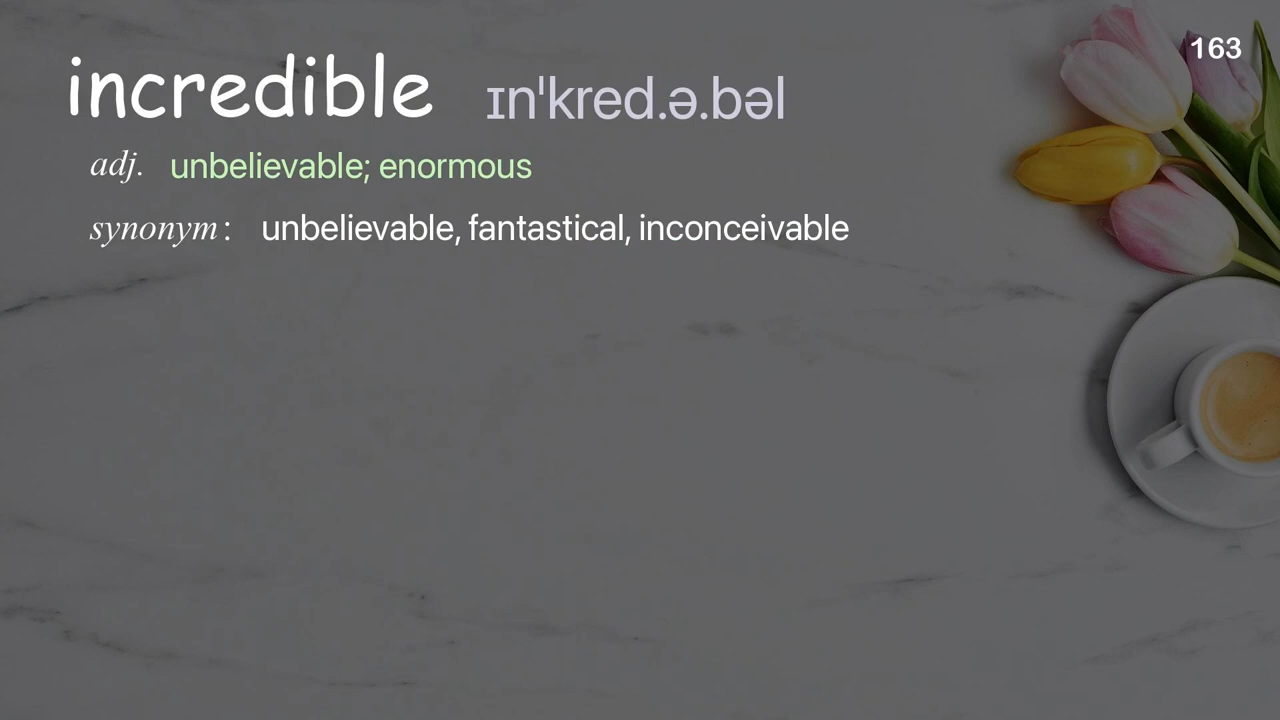 163
incredible ɪnˈkred.ə.bəl
adj. unbelievable; enormous
synonym: unbelievable, fantastical, inconceivable